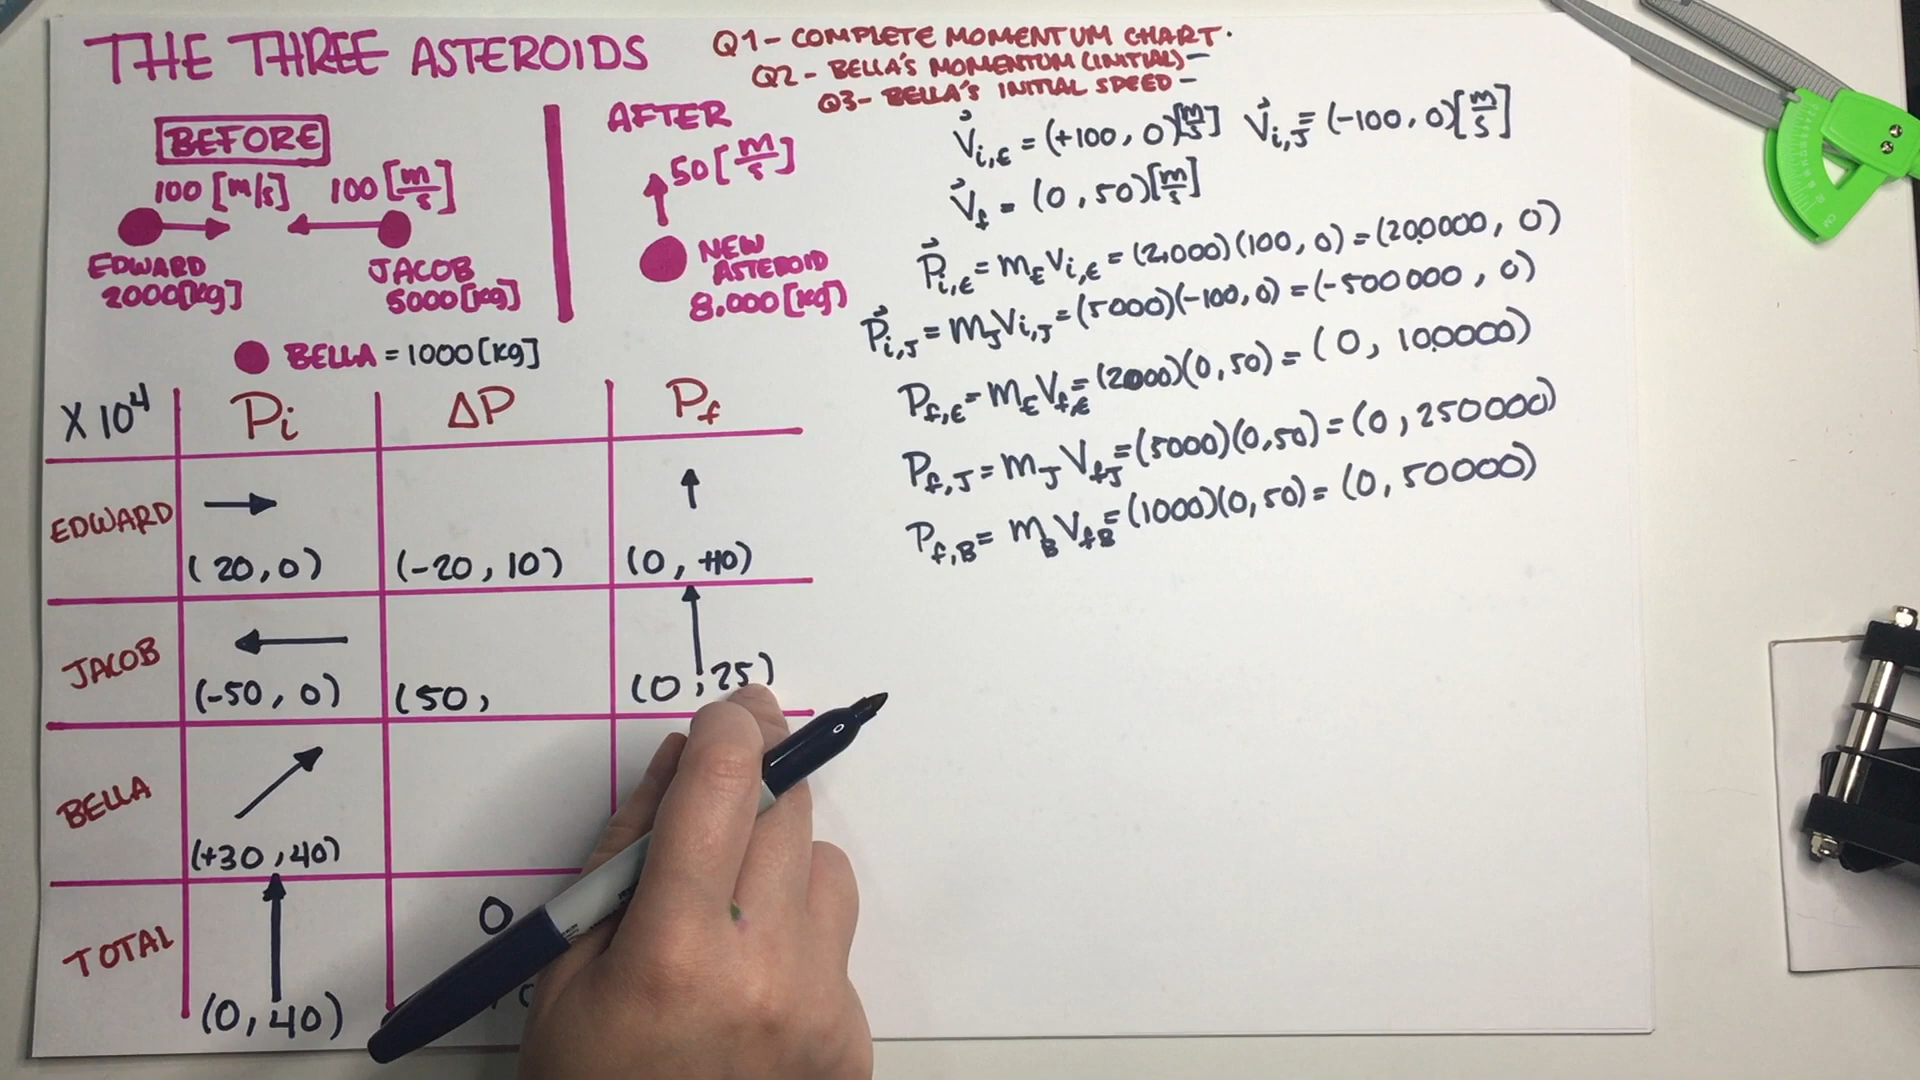 THE THREE ASTEROIDS
Q1- COMPLETE MOMENTUM CHART.
Q2- BELLA'S MOMENTUM (INITIAL)-
Q3- BELLA'S INITIAL SPEED -
BEFORE
100 [m/s] 100 [m/s]
EDWARD
2000[kg]
JACOB
5000[kg]
AFTER
50 [m/s]
NEW
ASTEROID
8.000[kg]
BELLA = 1000[kg]
V⃗i,E = (+100, 0)[m/s] V⃗i,J = (-100, 0)[m/s]
V⃗f = (0, 50)[m/s]
P⃗i,E = mE Vi,E = (2,000)(100, 0) = (200000, 0)
P⃗i,J = mJ Vi,J = (5000)(-100, 0) = (-500000, 0)
Pf,E = mE Vf,E = (2000)(0, 50) = (0, 100000)
Pf,J = mJ VfJ = (5000)(0, 50) = (0, 250000)
Pf,B = mB VfB = (1000)(0, 50) = (0, 50000)
X 10⁴ Pi ΔP Pf
EDWARD (20, 0) (-20, 10) (0, +10)
JACOB (-50, 0) (50, (0, 25)
BELLA (+30, 40)
TOTAL (0, 40) 0